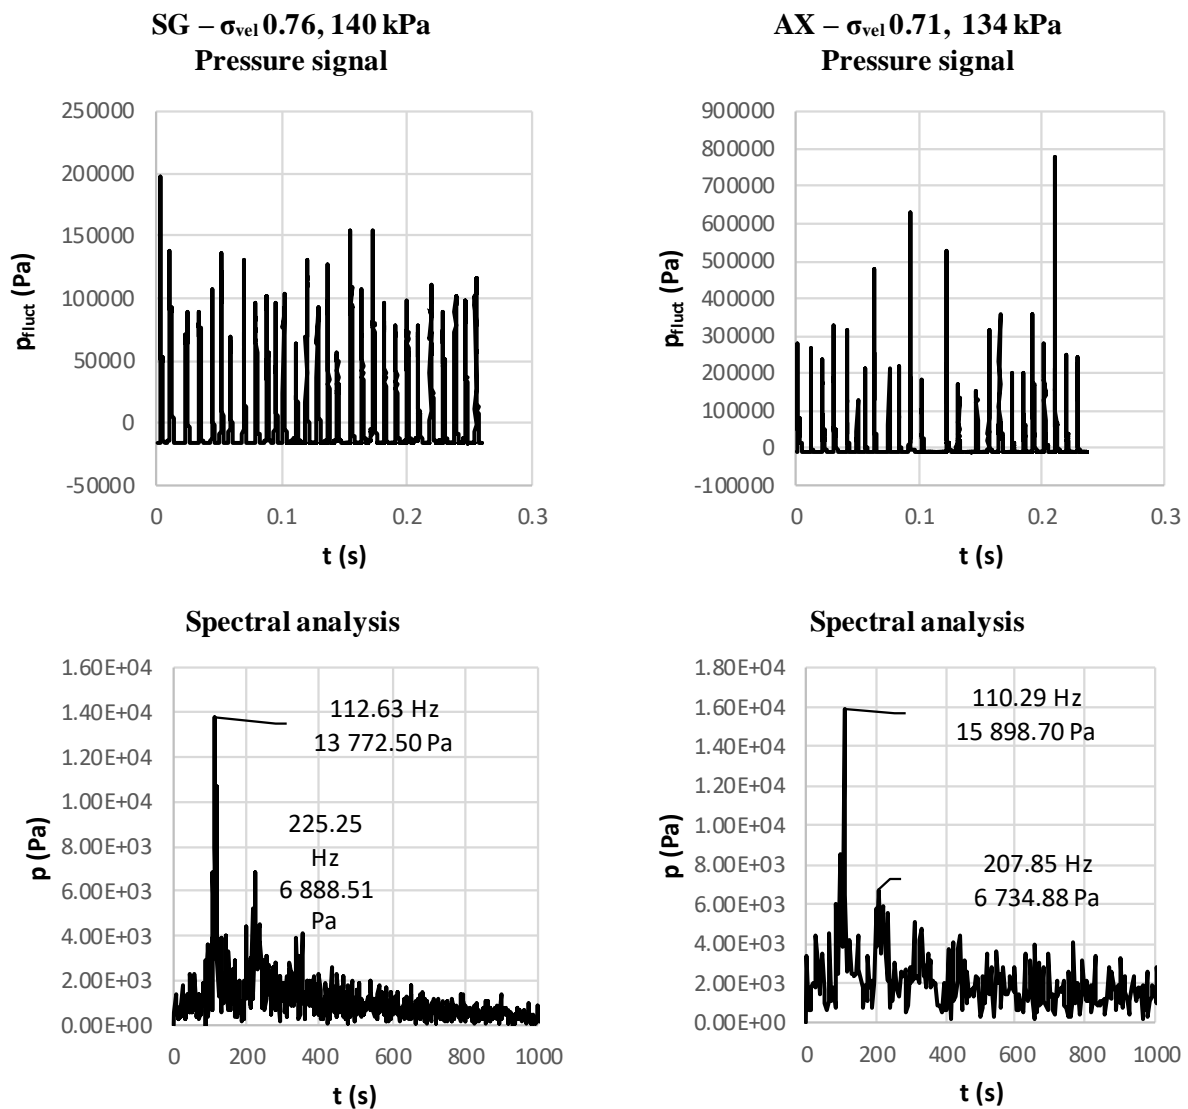 SG – σvel 0.76, 140 kPa
Pressure signal
250000
200000
150000
100000
50000
0
-50000
pfluct (Pa)
0 0.1 0.2 0.3
t (s)
AX – σvel 0.71, 134 kPa
Pressure signal
900000
800000
700000
600000
500000
400000
300000
200000
100000
0
-100000
pfluct (Pa)
0 0.1 0.2 0.3
t (s)
Spectral analysis
1.60E+04
1.40E+04
1.20E+04
1.00E+04
8.00E+03
6.00E+03
4.00E+03
2.00E+03
0.00E+00
p (Pa)
112.63 Hz
13 772.50 Pa
225.25
Hz
6 888.51
Pa
0 200 400 600 800 1000
t (s)
Spectral analysis
1.80E+04
1.60E+04
1.40E+04
1.20E+04
1.00E+04
8.00E+03
6.00E+03
4.00E+03
2.00E+03
0.00E+00
p (Pa)
110.29 Hz
15 898.70 Pa
207.85 Hz
6 734.88 Pa
0 200 400 600 800 1000
t (s)